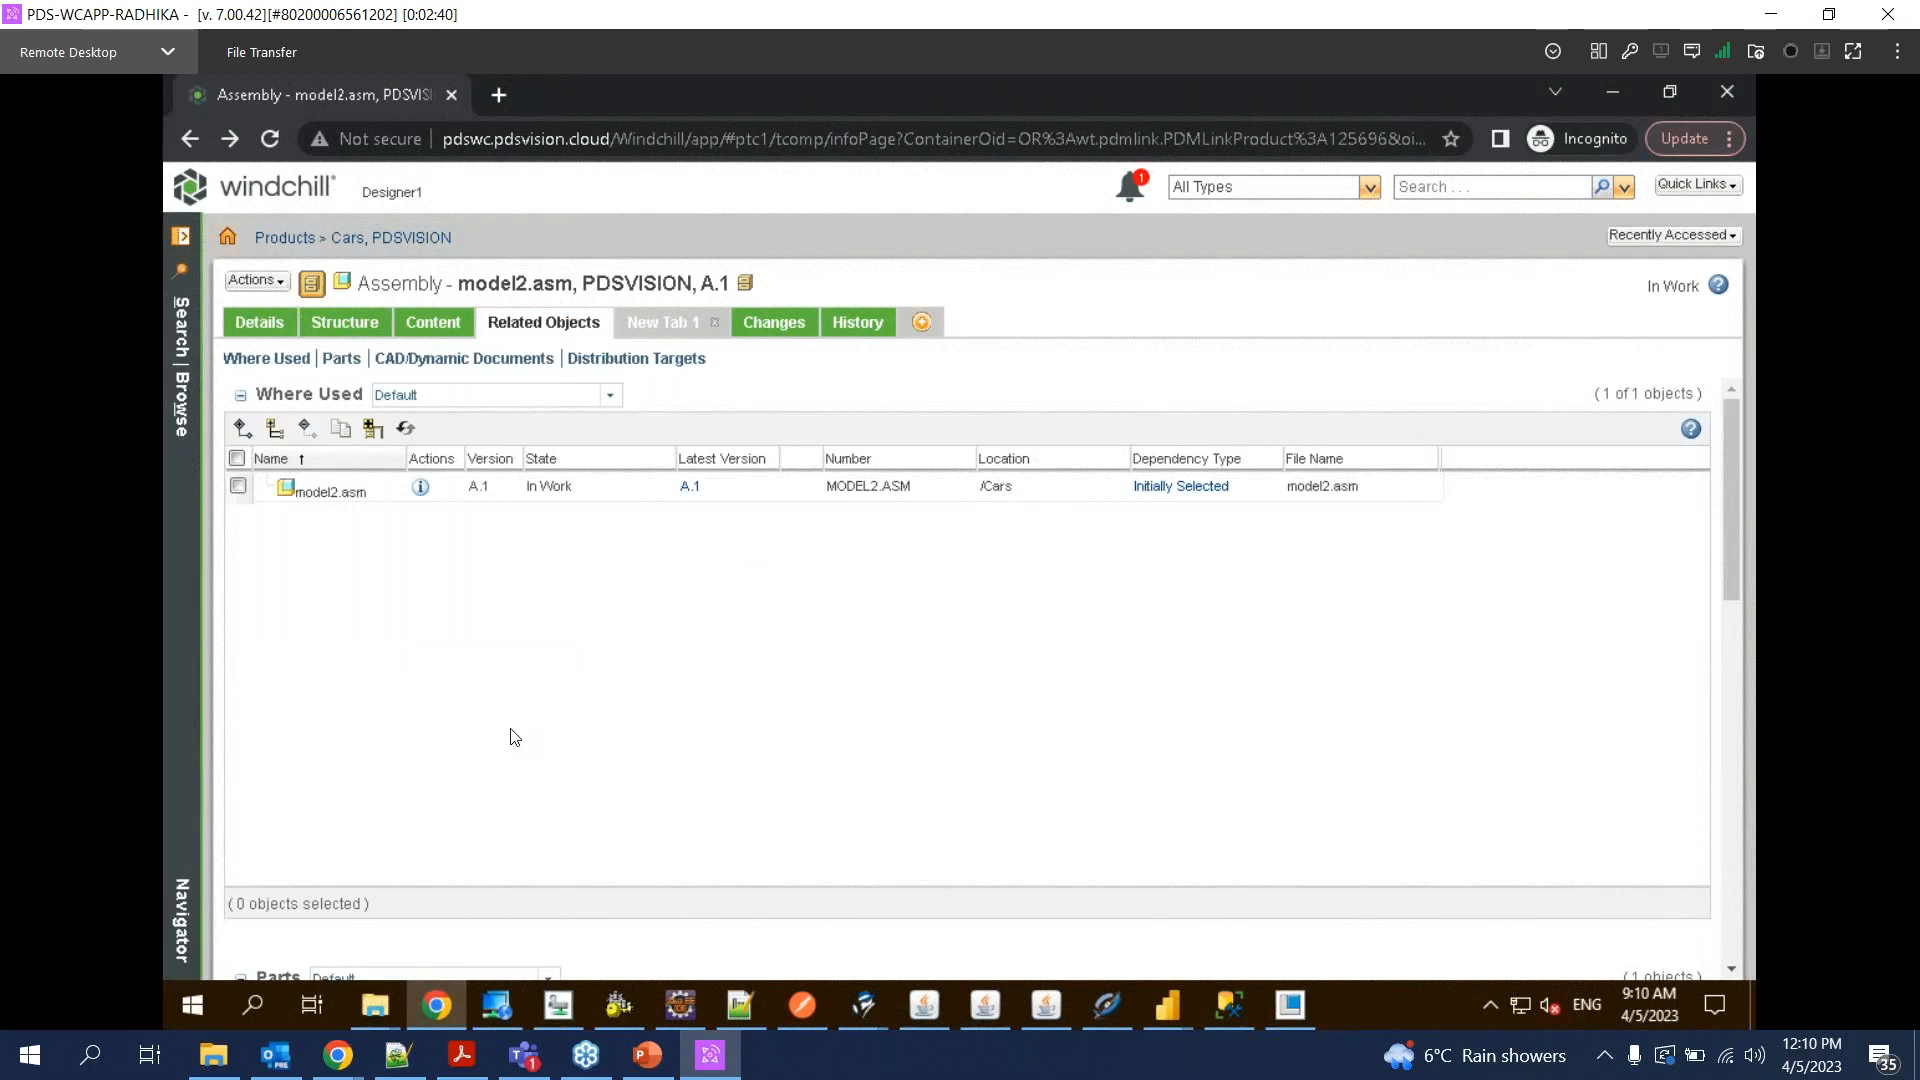 PDS-WCAPP-RADHIKA - [v. 7.00.42][#80200006561202] [0:02:40]
Remote Desktop
File Transfer
Assembly - model2.asm, PDSVISI
Not secure
pdswc.pdsvision.cloud/Windchill/app/#ptc1/tcomp/infoPage?ContainerOid=OR%3Awt.pdmlink.PDMLinkProduct%3A125696&oi...
Incognito
Update
windchill
Designer1
1
All Types
Search . . .
Quick Links
Products > Cars, PDSVISION
Recently Accessed
Actions
Assembly - model2.asm, PDSVISION, A.1
In Work
Details
Structure
Content
Related Objects
New Tab 1
Changes
History
Where Used | Parts | CAD/Dynamic Documents | Distribution Targets
Search | Browse
Where Used
Default
( 1 of 1 objects )
Name
Actions
Version
State
Latest Version
Number
Location
Dependency Type
File Name
model2.asm
A.1
In Work
A.1
MODEL2.ASM
/Cars
Initially Selected
model2.asm
( 0 objects selected )
Navigator
Parts
Default
( 1 objects )
ENG
9:10 AM
4/5/2023
PRE
1
6°C Rain showers
12:10 PM
4/5/2023
35